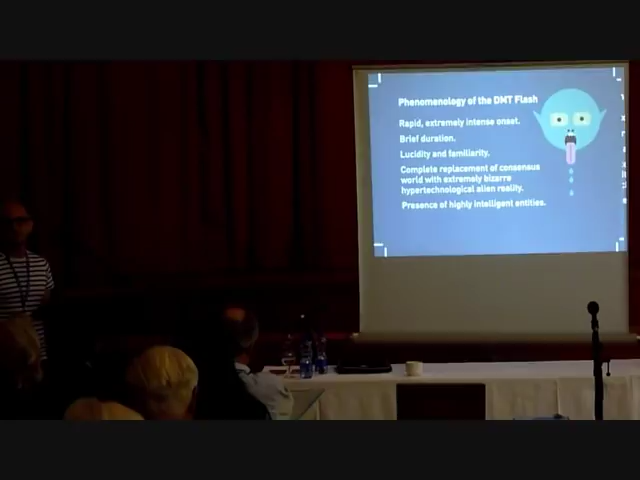 Phenomenology of the DMT Flash
Rapid, extremely intense onset.
Brief duration.
Lucidity and familiarity.
Complete replacement of consensus
world with extremely bizarre
hypertechnological alien reality.
Presence of highly intelligent entities.